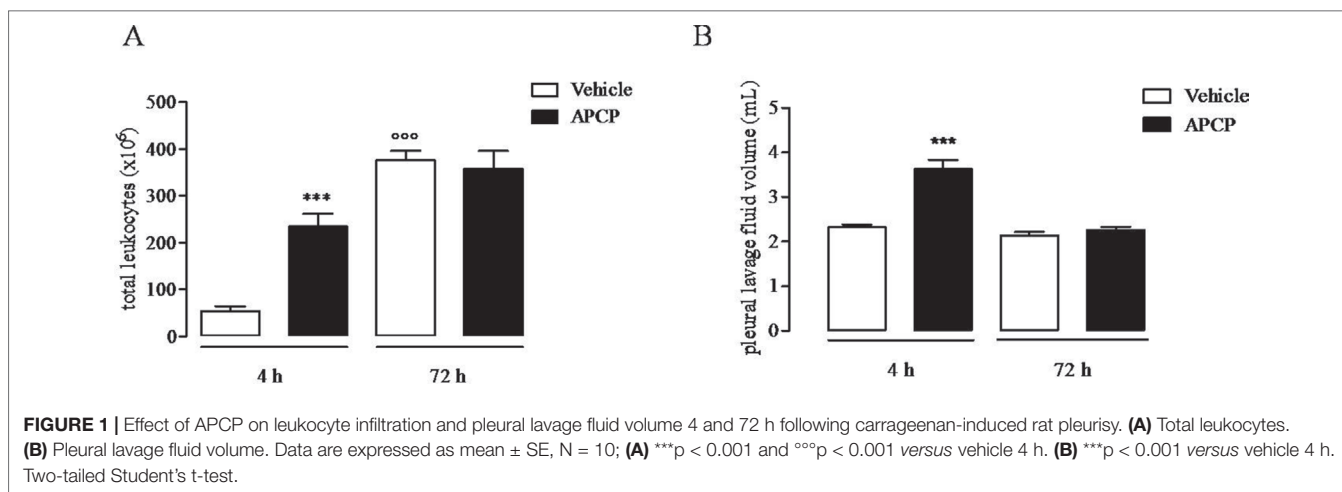 A
Vehicle
APCP
total leukocytes (x10⁶)
500
400
300
200
100
0
***
°°°
4 h
72 h
B
Vehicle
APCP
pleural lavage fluid volume (mL)
5
4
3
2
1
0
***
4 h
72 h
FIGURE 1 | Effect of APCP on leukocyte infiltration and pleural lavage fluid volume 4 and 72 h following carrageenan-induced rat pleurisy. (A) Total leukocytes.
(B) Pleural lavage fluid volume. Data are expressed as mean ± SE, N = 10; (A) ***p < 0.001 and °°°p < 0.001 versus vehicle 4 h. (B) ***p < 0.001 versus vehicle 4 h.
Two-tailed Student’s t-test.